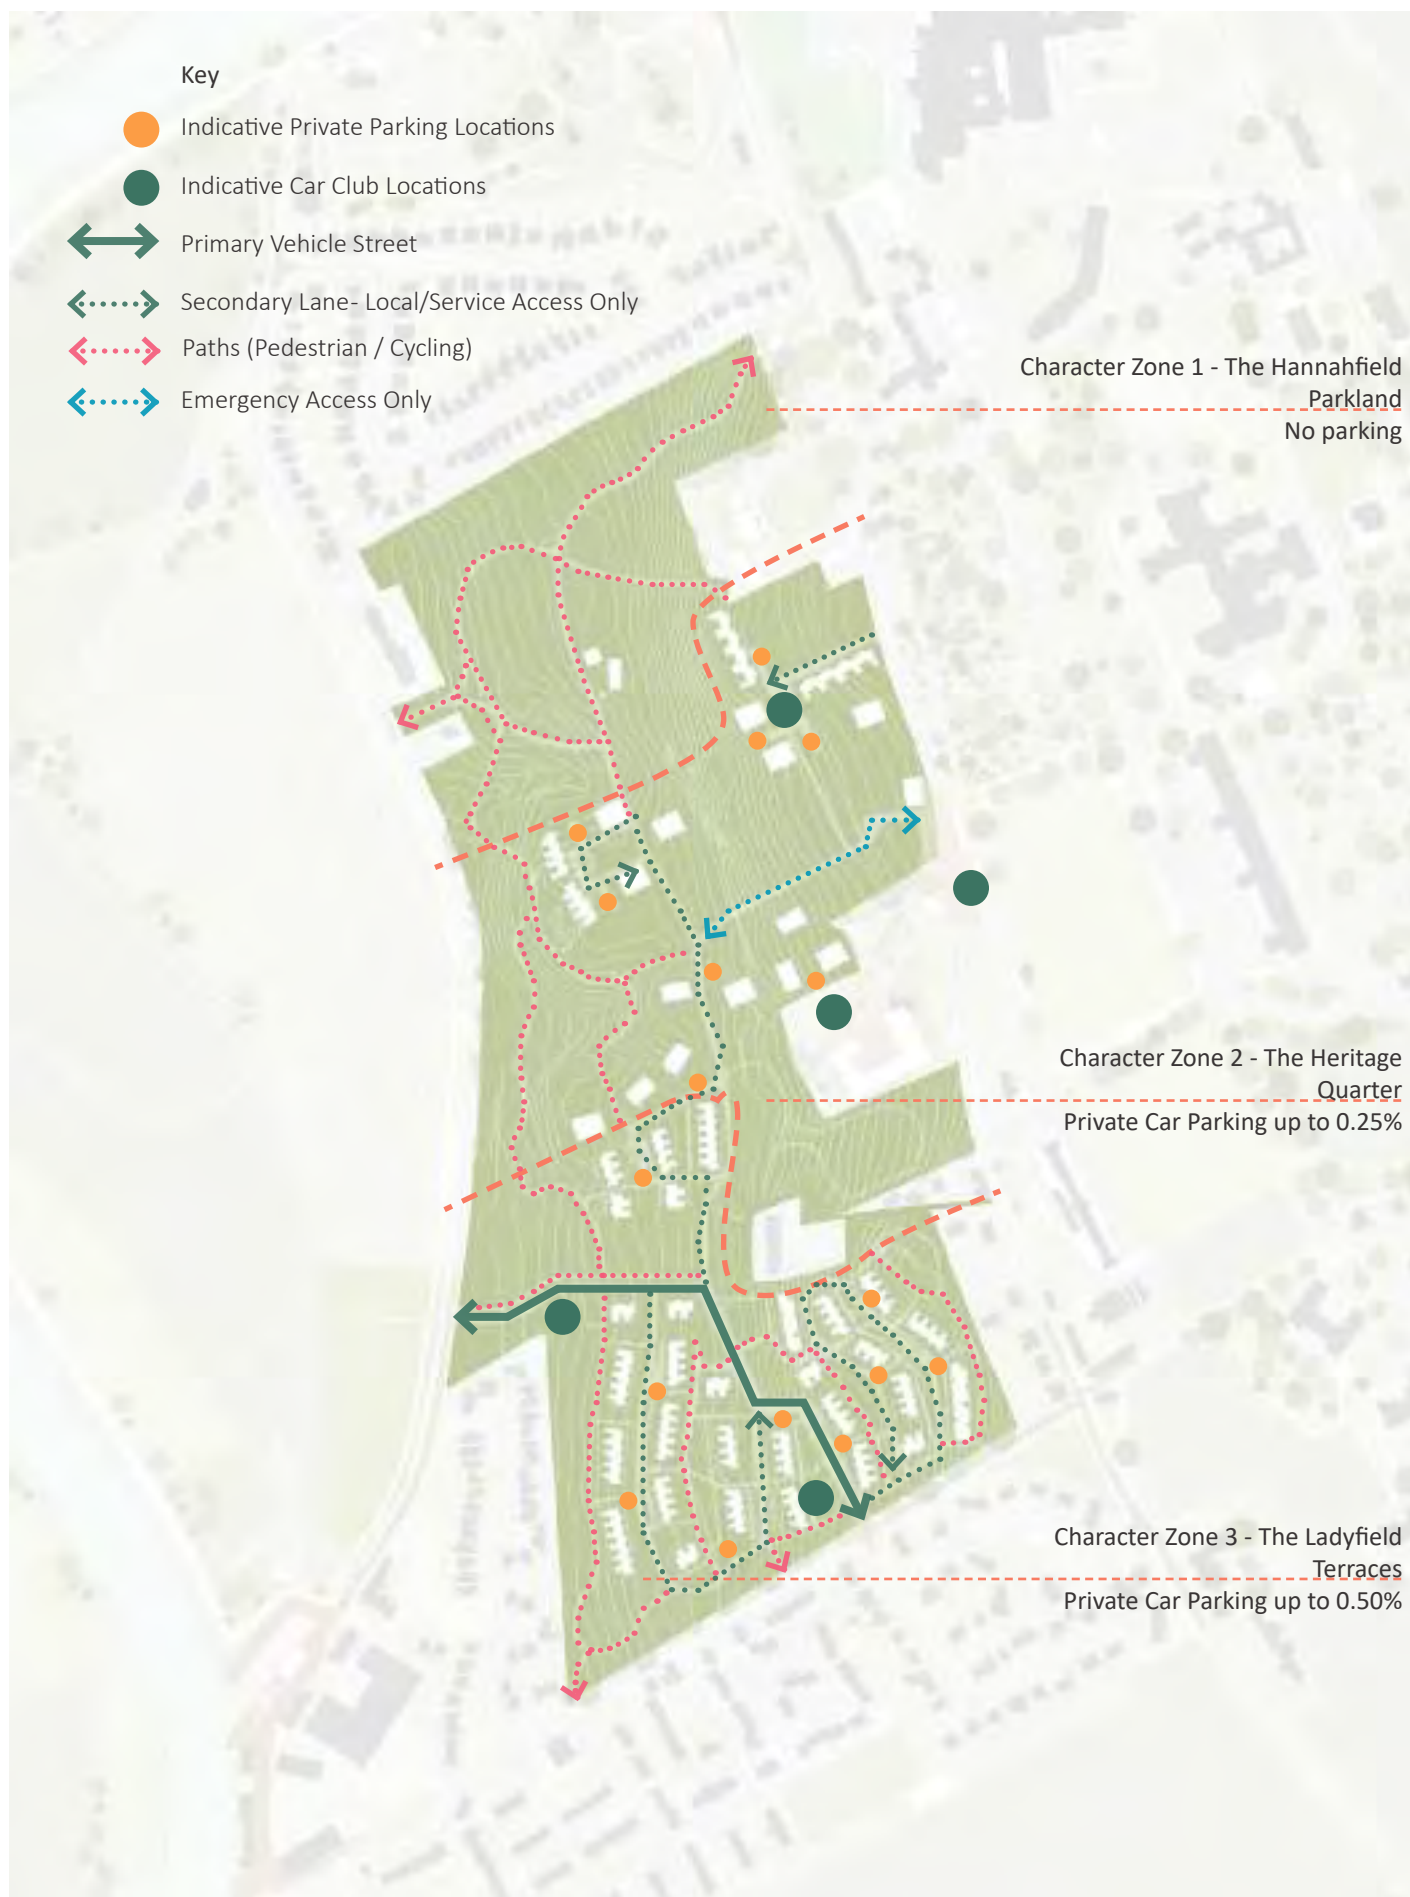 Key
Indicative Private Parking Locations
Indicative Car Club Locations
Primary Vehicle Street
Secondary Lane- Local/Service Access Only
Paths (Pedestrian / Cycling)
Emergency Access Only
Character Zone 1 - The Hannahfield
Parkland
No parking
Character Zone 2 - The Heritage
Quarter
Private Car Parking up to 0.25%
Character Zone 3 - The Ladyfield
Terraces
Private Car Parking up to 0.50%